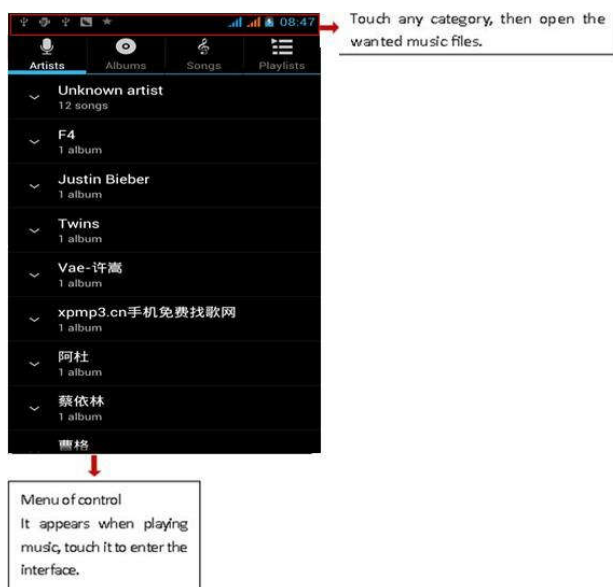 08:47
Touch any category, then open the
wanted music files.
Artists Albums Songs Playlists
Unknown artist
12 songs
F4
1 album
Justin Bieber
1 album
Twins
1 album
Vae-许嵩
1 album
xpmp3.cn手机免费找歌网
1 album
阿杜
1 album
蔡依林
1 album
曹格
Menu of control
It appears when playing
music, touch it to enter the
interface.